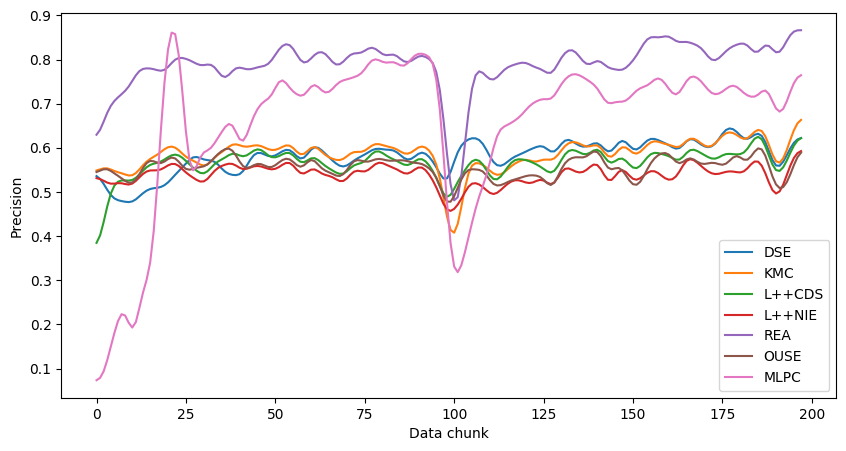 0.9
0.8
0.7
0.6
0.5
0.4
0.3
0.2
0.1
Precision
0
25
50
75
100
125
150
175
200
Data chunk
DSE
KMC
L++CDS
L++NIE
REA
OUSE
MLPC